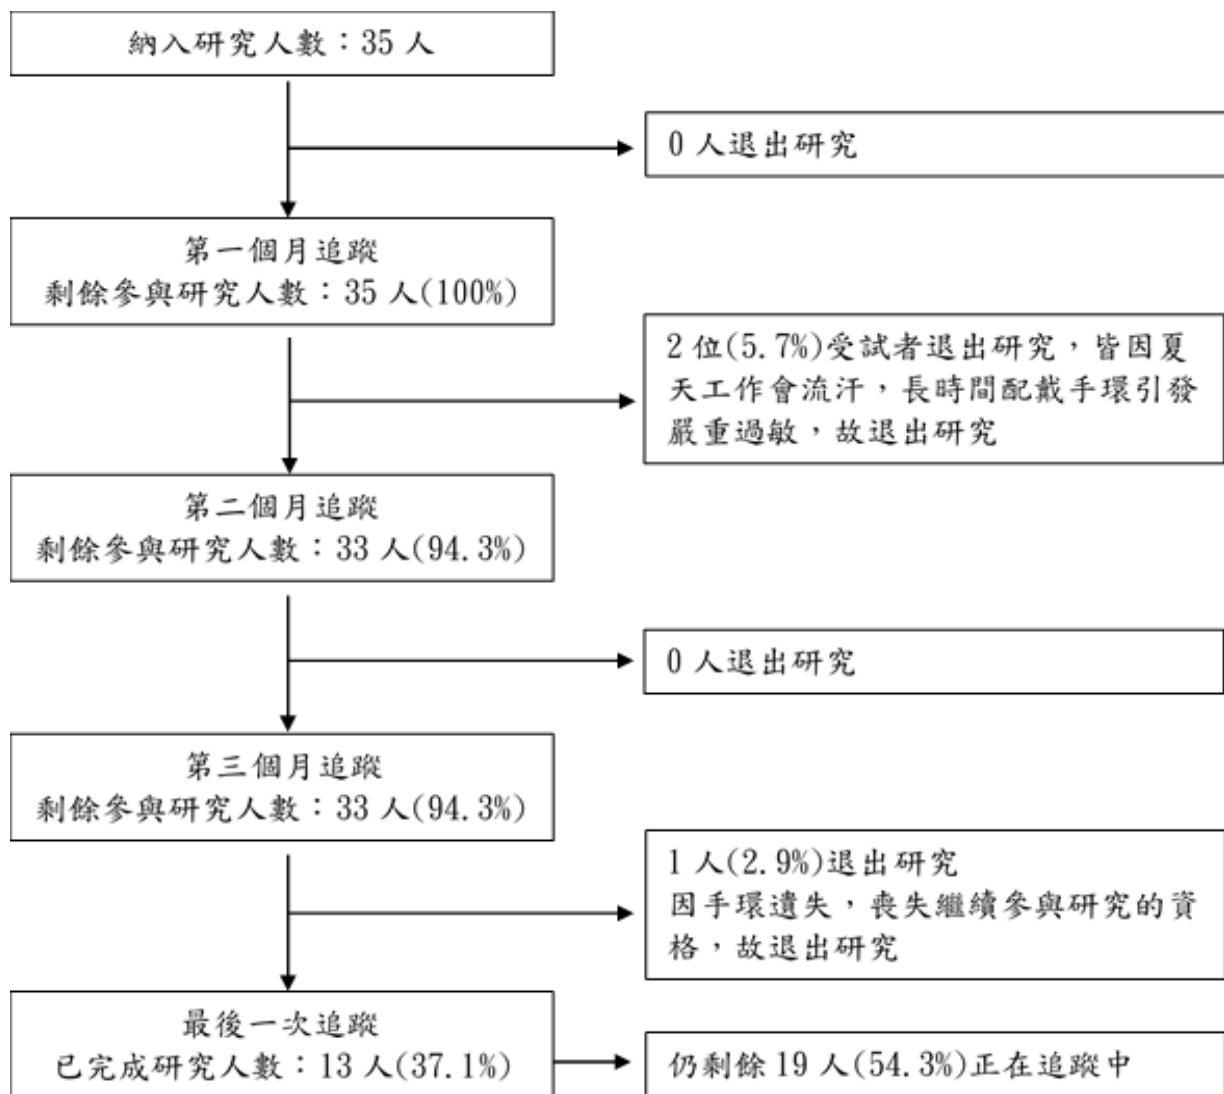 納入研究人數：35 人
0 人退出研究
第一個月追蹤
剩餘參與研究人數：35 人(100%)
2 位(5.7%)受試者退出研究，皆因夏
天工作會流汗，長時間配戴手環引發
嚴重過敏，故退出研究
第二個月追蹤
剩餘參與研究人數：33 人(94.3%)
0 人退出研究
第三個月追蹤
剩餘參與研究人數：33 人(94.3%)
1 人(2.9%)退出研究
因手環遺失，喪失繼續參與研究的資
格，故退出研究
最後一次追蹤
已完成研究人數：13 人(37.1%)
仍剩餘 19 人(54.3%)正在追蹤中